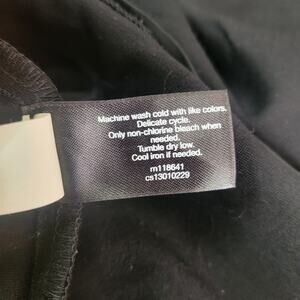 Machine wash cold with like colors.
Delicate cycle.
Only non-chlorine bleach when
needed.
Tumble dry low.
Cool iron if needed.
m118641
cs13010229